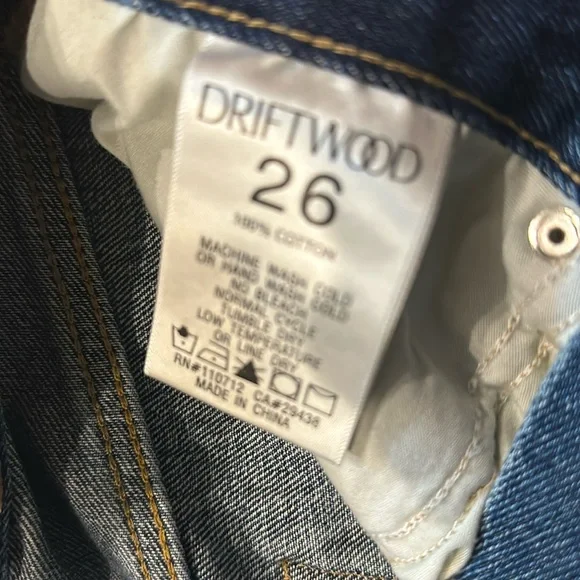 DRIFTWOOD
26
100% COTTON
MACHINE WASH COLD
OR HAND WASH COLD
NO BLEACH
NORMAL CYCLE
TUMBLE DRY
LOW TEMPERATURE
OR LINE DRY
RN#110712 CA#29438
MADE IN CHINA